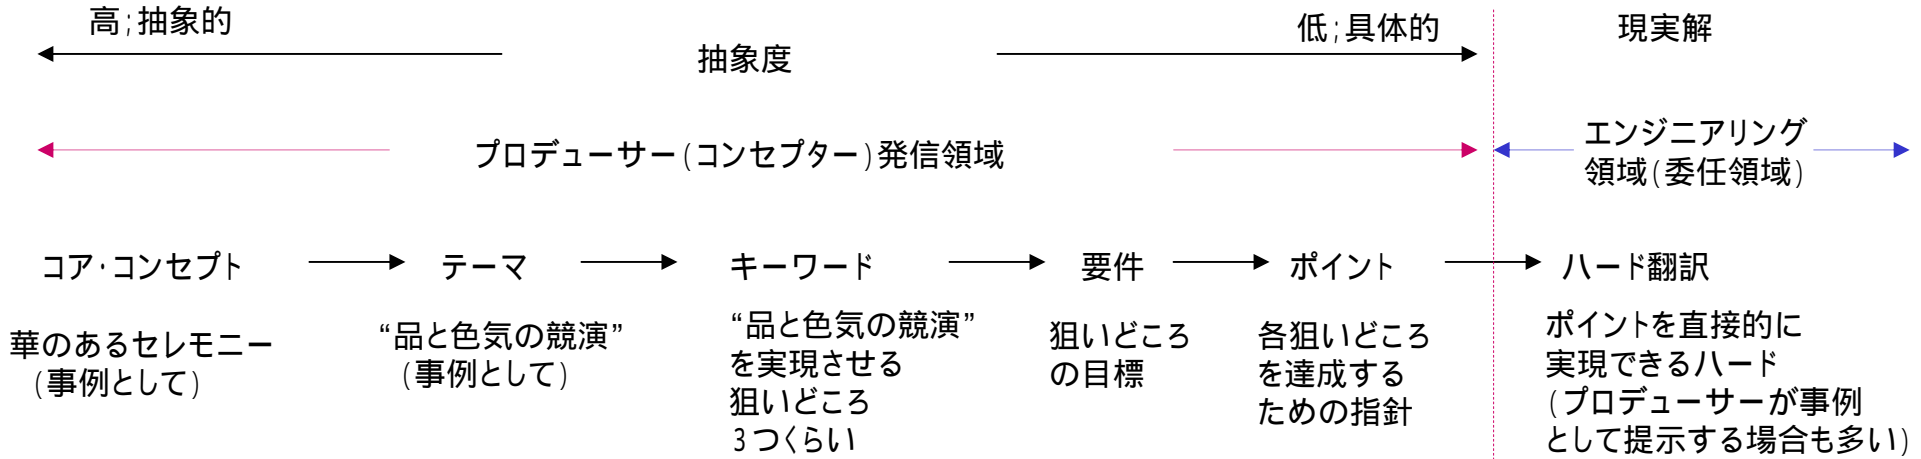 高；抽象的
抽象度
低；具体的
現実解
プロデューサー（コンセプター）発信領域
エンジニアリング
領域（委任領域）
コア・コンセプト
テーマ
キーワード
要件
ポイント
ハード翻訳
華のあるセレモニー
（事例として）
“品と色気の競演”
（事例として）
“品と色気の競演”
を実現させる
狙いどころ
３つくらい
狙いどころ
の目標
各狙いどころ
を達成する
ための指針
ポイントを直接的に
実現できるハード
（プロデューサーが事例
として提示する場合も多い）